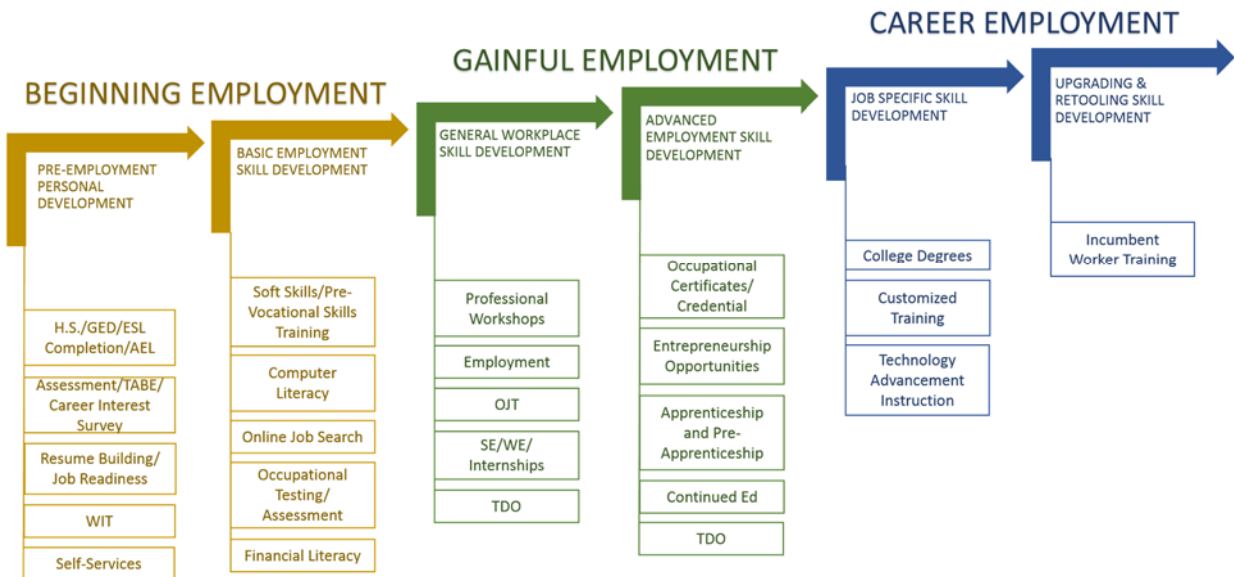 BEGINNING EMPLOYMENT
PRE-EMPLOYMENT
PERSONAL
DEVELOPMENT
H.S./GED/ESL
Completion/AEL
Assessment/TABE/
Career Interest
Survey
Resume Building/
Job Readiness
WIT
Self-Services
BASIC EMPLOYMENT
SKILL DEVELOPMENT
Soft Skills/Pre-
Vocational Skills
Training
Computer
Literacy
Online Job Search
Occupational
Testing/
Assessment
Financial Literacy
GAINFUL EMPLOYMENT
GENERAL WORKPLACE
SKILL DEVELOPMENT
Professional
Workshops
Employment
OJT
SE/WE/
Internships
TDO
ADVANCED
EMPLOYMENT SKILL
DEVELOPMENT
Occupational
Certificates/
Credential
Entrepreneurship
Opportunities
Apprenticeship
and Pre-
Apprenticeship
Continued Ed
TDO
CAREER EMPLOYMENT
JOB SPECIFIC SKILL
DEVELOPMENT
College Degrees
Customized
Training
Technology
Advancement
Instruction
UPGRADING &
RETOOLING SKILL
DEVELOPMENT
Incumbent
Worker Training